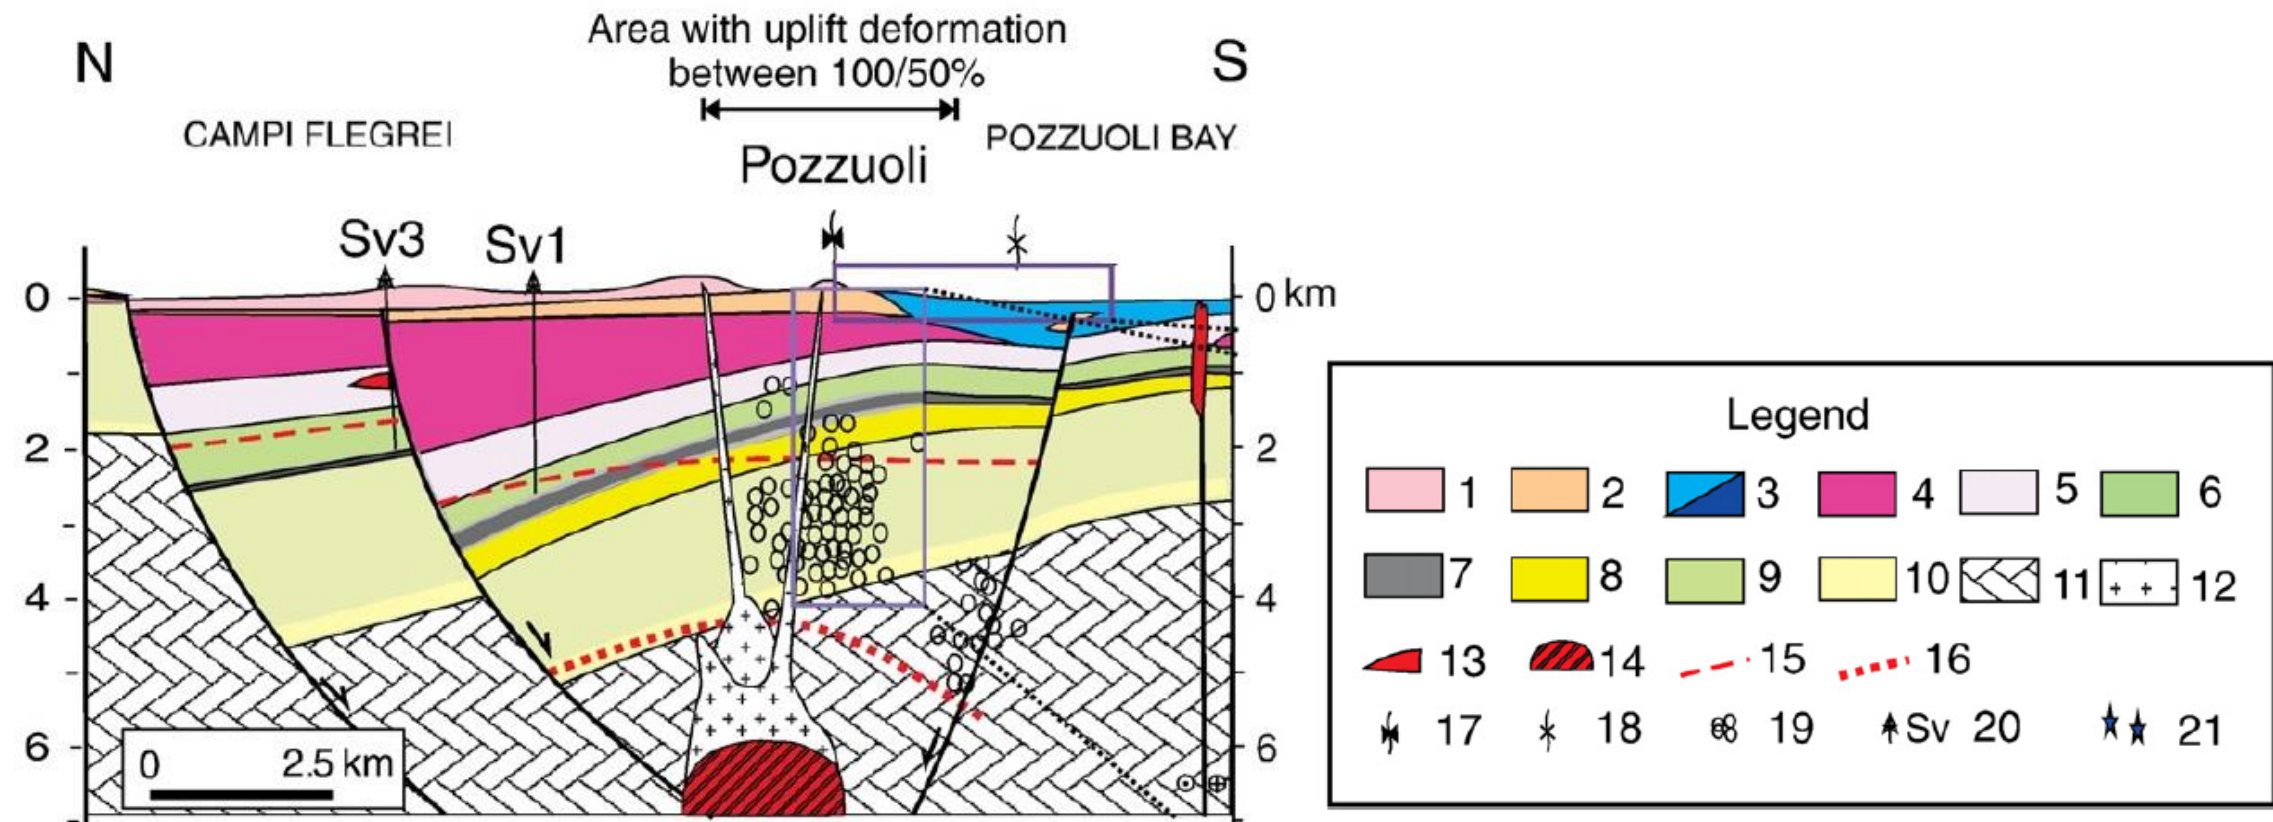 Area with uplift deformation
between 100/50%
N
S
CAMPI FLEGREI
POZZUOLI BAY
Pozzuoli
Sv3
Sv1
0
0 km
2
2
4
4
6
6
0 2.5 km
Legend
1 2 3 4 5 6
7 8 9 10 11 12
13 14 15 16
17 18 19 Sv 20 21